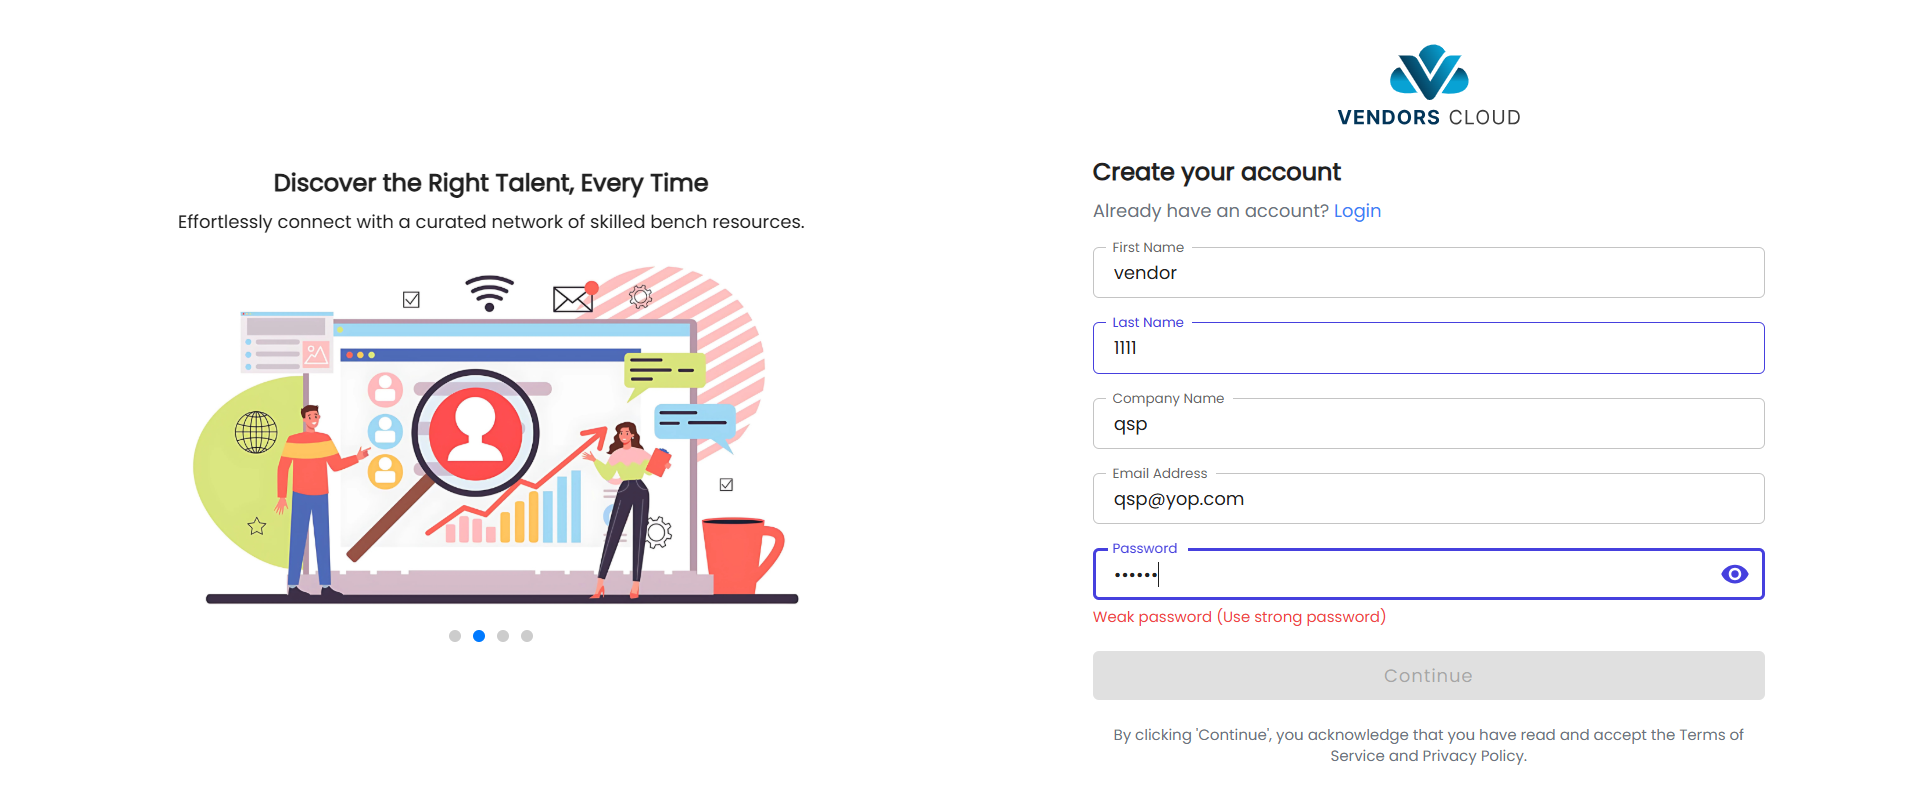 Discover the Right Talent, Every Time
Effortlessly connect with a curated network of skilled bench resources.
VENDORS CLOUD
Create your account
Already have an account? Login
First Name
vendor
Last Name
1111
Company Name
qsp
Email Address
qsp@yop.com
Password
••••••
Weak password (Use strong password)
Continue
By clicking 'Continue', you acknowledge that you have read and accept the Terms of
Service and Privacy Policy.